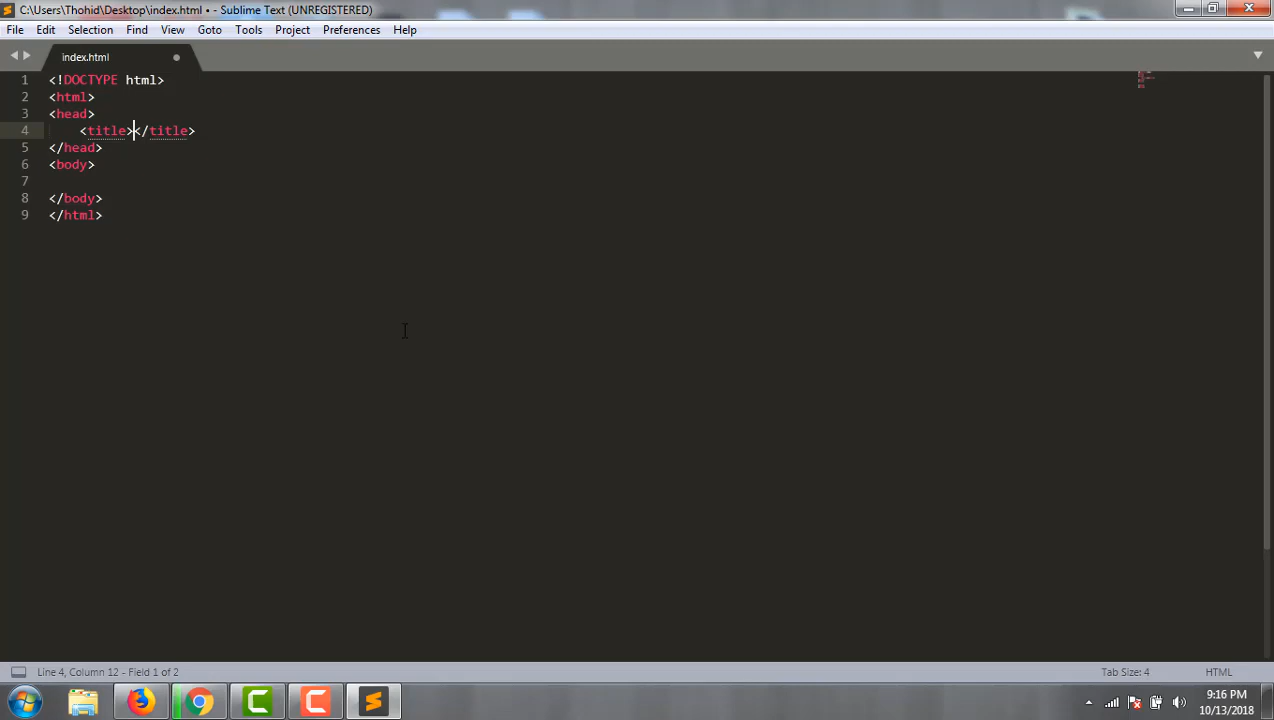 C:\Users\Thohid\Desktop\index.html • - Sublime Text (UNREGISTERED)
File Edit Selection Find View Goto Tools Project Preferences Help
index.html
1 <!DOCTYPE html>
2 <html>
3 <head>
4     <title></title>
5 </head>
6 <body>
7
8 </body>
9 </html>
Line 4, Column 12 - Field 1 of 2 Tab Size: 4 HTML
9:16 PM
10/13/2018